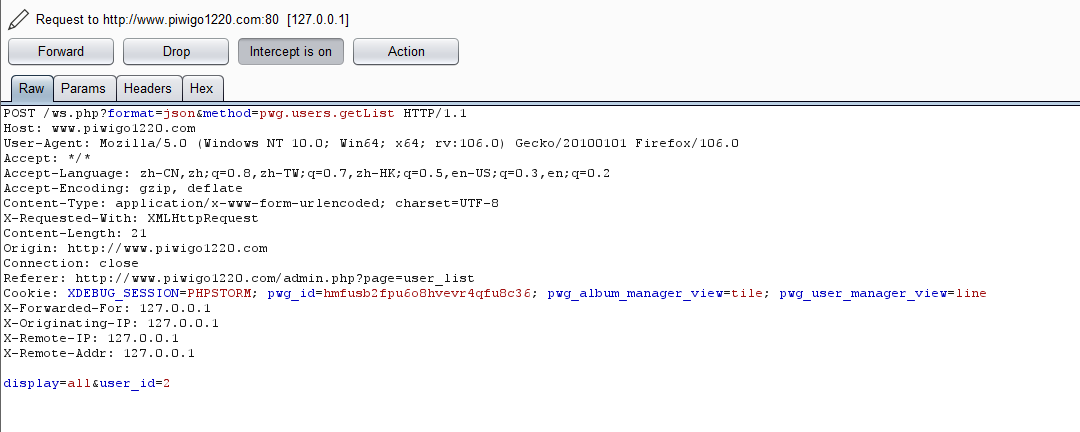 Request to http://www.piwigo1220.com:80 [127.0.0.1]
Forward Drop Intercept is on Action
Raw Params Headers Hex
POST /ws.php?format=json&method=pwg.users.getList HTTP/1.1
Host: www.piwigo1220.com
User-Agent: Mozilla/5.0 (Windows NT 10.0; Win64; x64; rv:106.0) Gecko/20100101 Firefox/106.0
Accept: */*
Accept-Language: zh-CN,zh;q=0.8,zh-TW;q=0.7,zh-HK;q=0.5,en-US;q=0.3,en;q=0.2
Accept-Encoding: gzip, deflate
Content-Type: application/x-www-form-urlencoded; charset=UTF-8
X-Requested-With: XMLHttpRequest
Content-Length: 21
Origin: http://www.piwigo1220.com
Connection: close
Referer: http://www.piwigo1220.com/admin.php?page=user_list
Cookie: XDEBUG_SESSION=PHPSTORM; pwg_id=hmfusb2fpu6o8hvevr4qfu8c36; pwg_album_manager_view=tile; pwg_user_manager_view=line
X-Forwarded-For: 127.0.0.1
X-Originating-IP: 127.0.0.1
X-Remote-IP: 127.0.0.1
X-Remote-Addr: 127.0.0.1
display=all&user_id=2